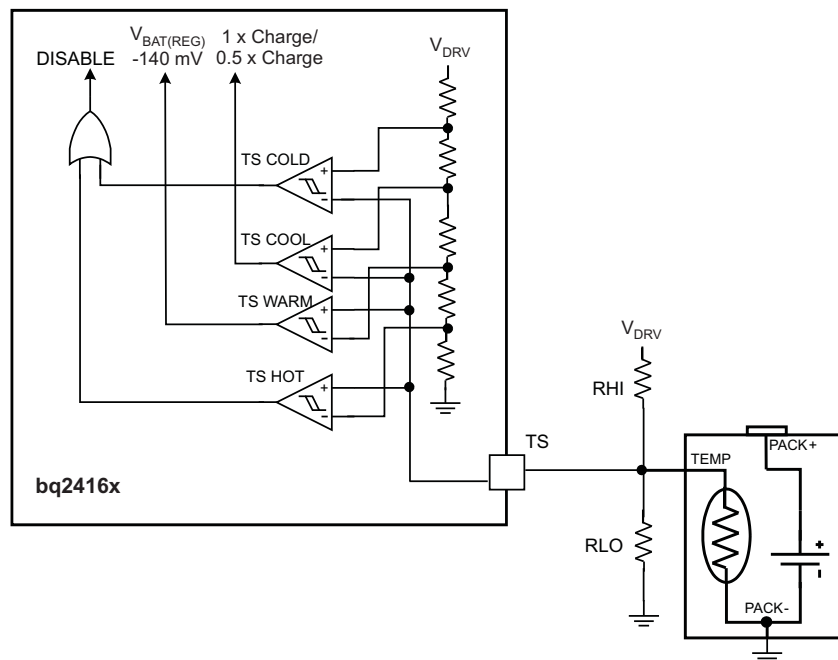 DISABLE
V_BAT(REG)
-140 mV
1 x Charge/
0.5 x Charge
V_DRV
TS COLD
+
-
TS COOL
+
-
TS WARM
+
-
TS HOT
+
-
bq2416x
TS
V_DRV
RHI
RLO
TEMP
PACK+
+
-
PACK-